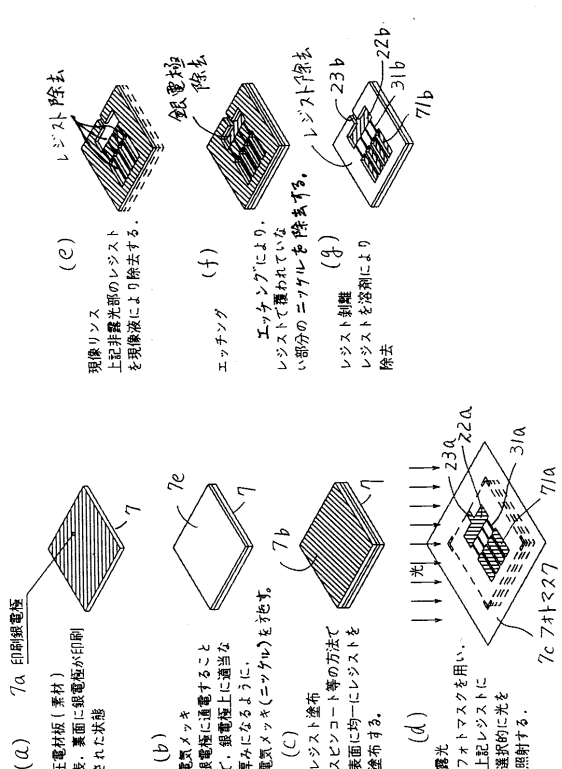 (a)
7a 印刷銀電極
7
圧電材板(素材)
表、裏面に銀電極が印刷
された状態
(b)
7e
7
電気メッキ
銀電極に通電すること
で、銀電極上に適当な
厚みになるように、
電気メッキ(ニッケル)を施す。
(c)
7b
7
レジスト塗布
スピンコート等の方法で
表面に均一にレジストを
塗布する。
(d)
光
23a
22a
31a
71a
7c フォトマスク
露光
フォトマスクを用い、
上記レジストに
選択的に光を
照射する.
(e)
レジスト除去
現像リンス
上記非露光部のレジスト
を現像液により除去する.
(f)
銀電極
除去
エッチング
エッチングにより,
レジストで覆われていな
い部分のニッケルを除去する。
(g)
レジスト除去
23b
22b
31b
71b
レジスト剥離
レジストを溶剤により
除去